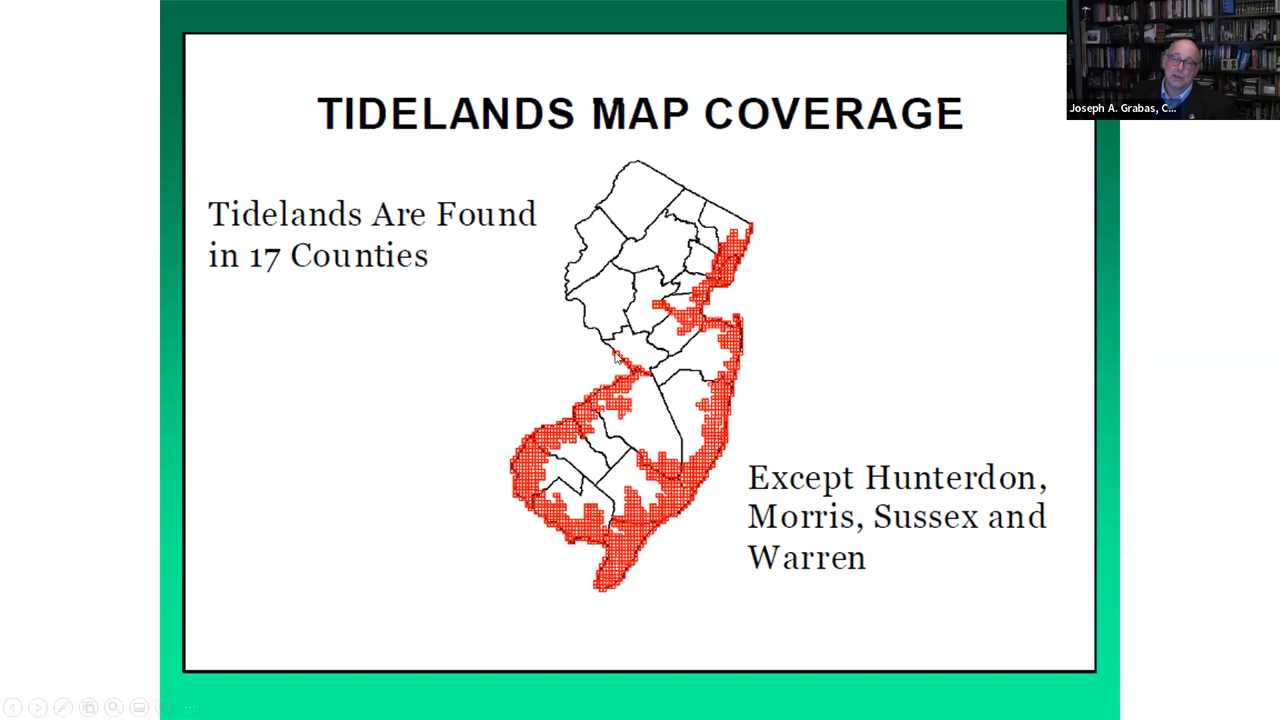 TIDELANDS MAP COVERAGE
Joseph A. Grabas, C...
Tidelands Are Found
in 17 Counties
Except Hunterdon,
Morris, Sussex and
Warren